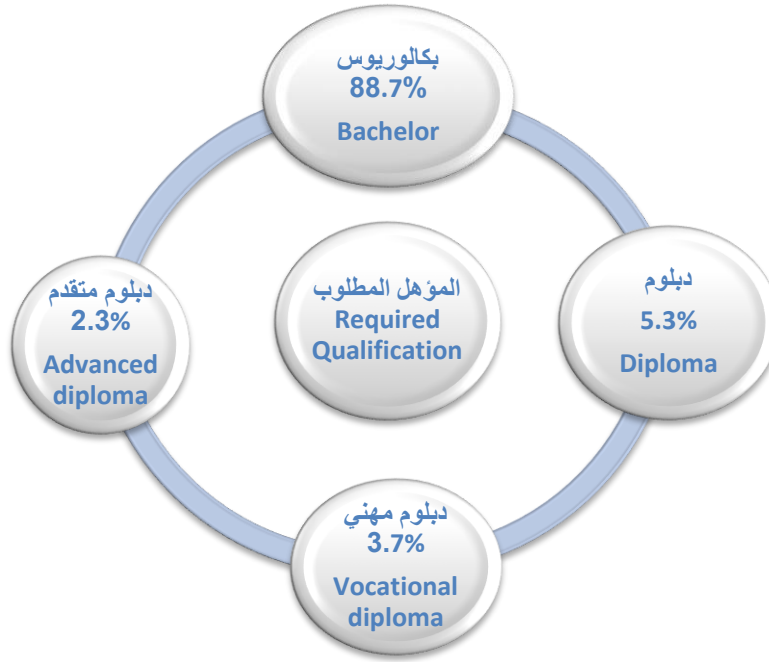 بكالوريوس
88.7%
Bachelor
دبلوم متقدم
2.3%
Advanced
diploma
المؤهل المطلوب
Required
Qualification
دبلوم
5.3%
Diploma
دبلوم مهني
3.7%
Vocational
diploma